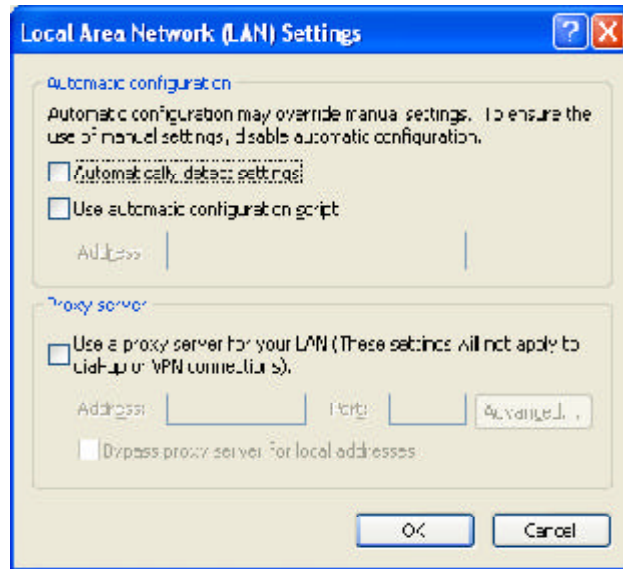 Local Area Network (LAN) Settings
Automatic configuration
Automatic configuration may override manual settings. To ensure the
use of manual settings, disable automatic configuration.
Automatically detect settings
Use automatic configuration script
Address
Proxy server
Use a proxy server for your LAN (These settings will not apply to
dial-up or VPN connections).
Address: Port: Advanced...
Bypass proxy server for local addresses
OK Cancel